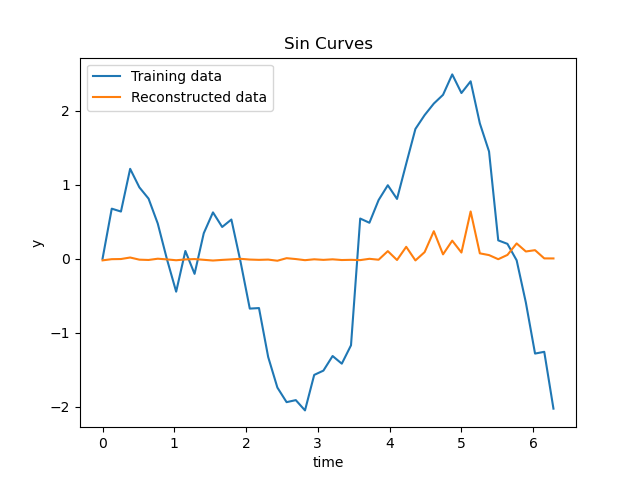 Sin Curves
Training data
Reconstructed data
y
2
1
0
−1
−2
0 1 2 3 4 5 6
time